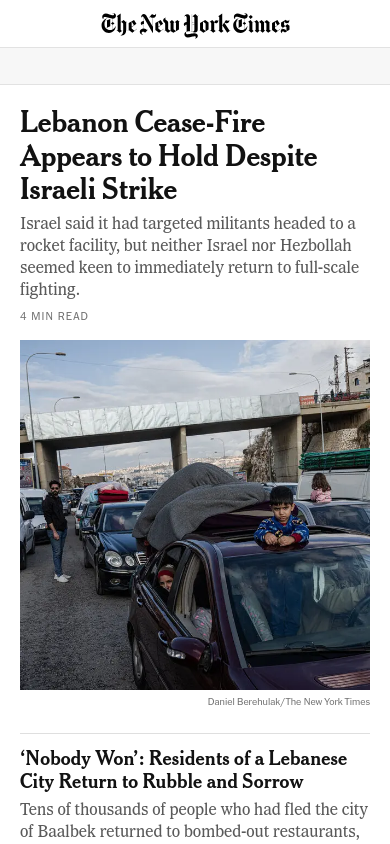 The New York Times
Lebanon Cease-Fire
Appears to Hold Despite
Israeli Strike
Israel said it had targeted militants headed to a
rocket facility, but neither Israel nor Hezbollah
seemed keen to immediately return to full-scale
fighting.
4 MIN READ
Daniel Berehulak/The New York Times
‘Nobody Won’: Residents of a Lebanese
City Return to Rubble and Sorrow
Tens of thousands of people who had fled the city
of Baalbek returned to bombed-out restaurants,